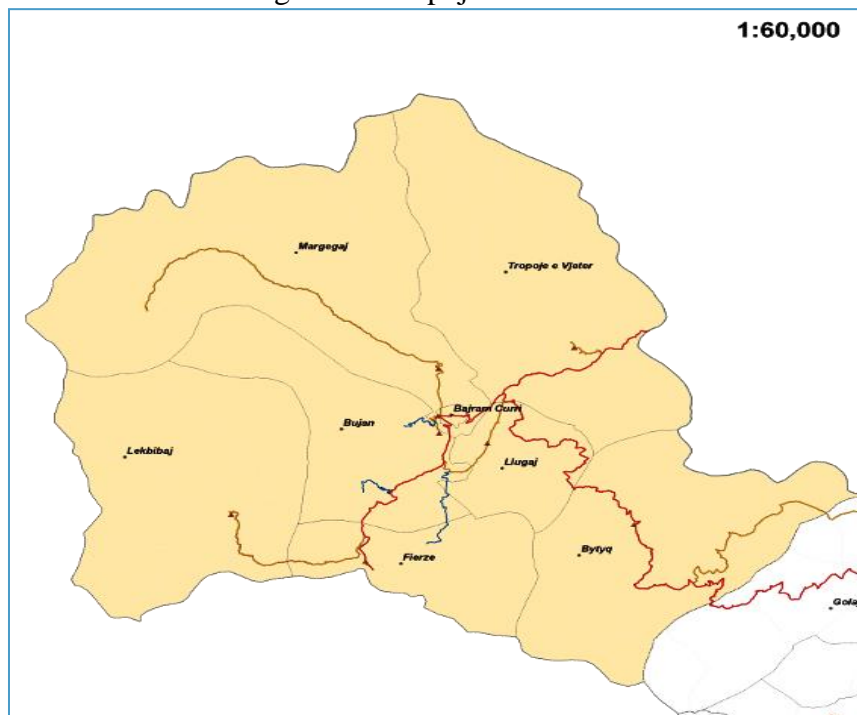 1:60,000
Margegaj
Tropoje e Vjeter
Bajram Curri
Bujan
Lekbibaj
Llugaj
Bytyq
Fierze